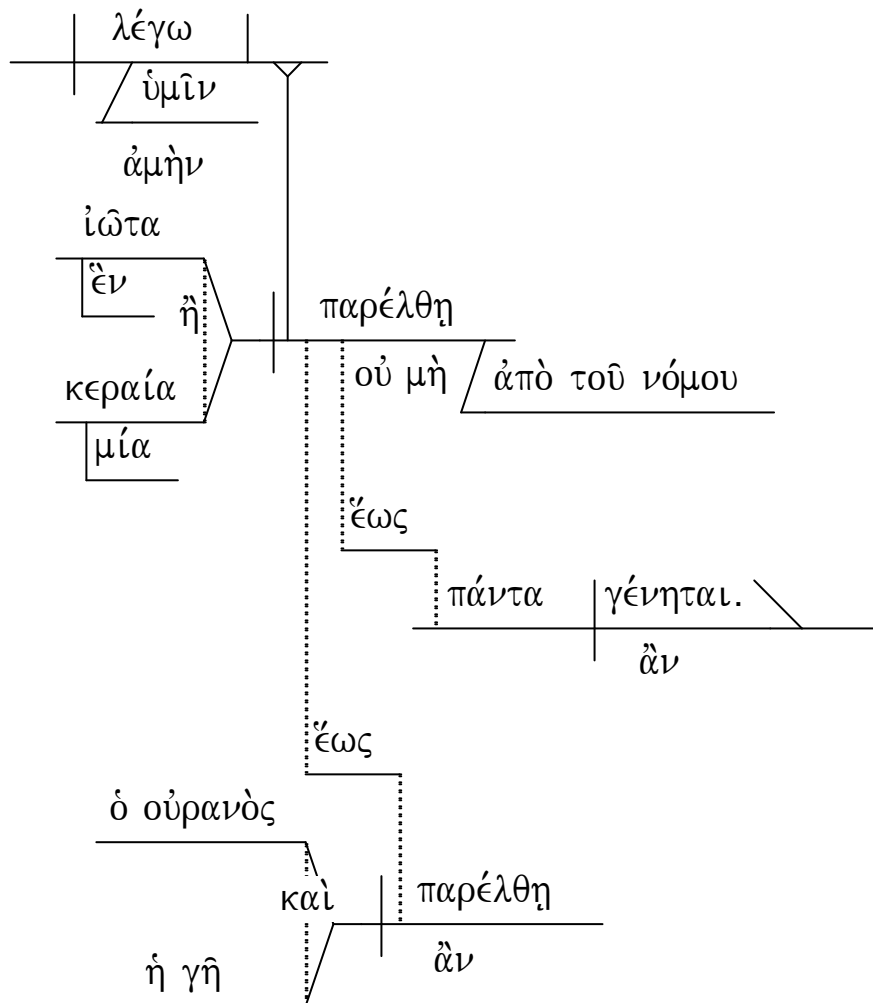 λέγω
ὑμῖν
ἀμὴν
ἰῶτα
ἓν
ἢ
παρέλθῃ
οὐ μὴ
ἀπὸ τοῦ νόμου
κεραία
μία
ἕως
πάντα
γένηται.
ἂν
ἕως
ὁ οὐρανὸς
καὶ
παρέλθῃ
ἂν
ἡ γῆ